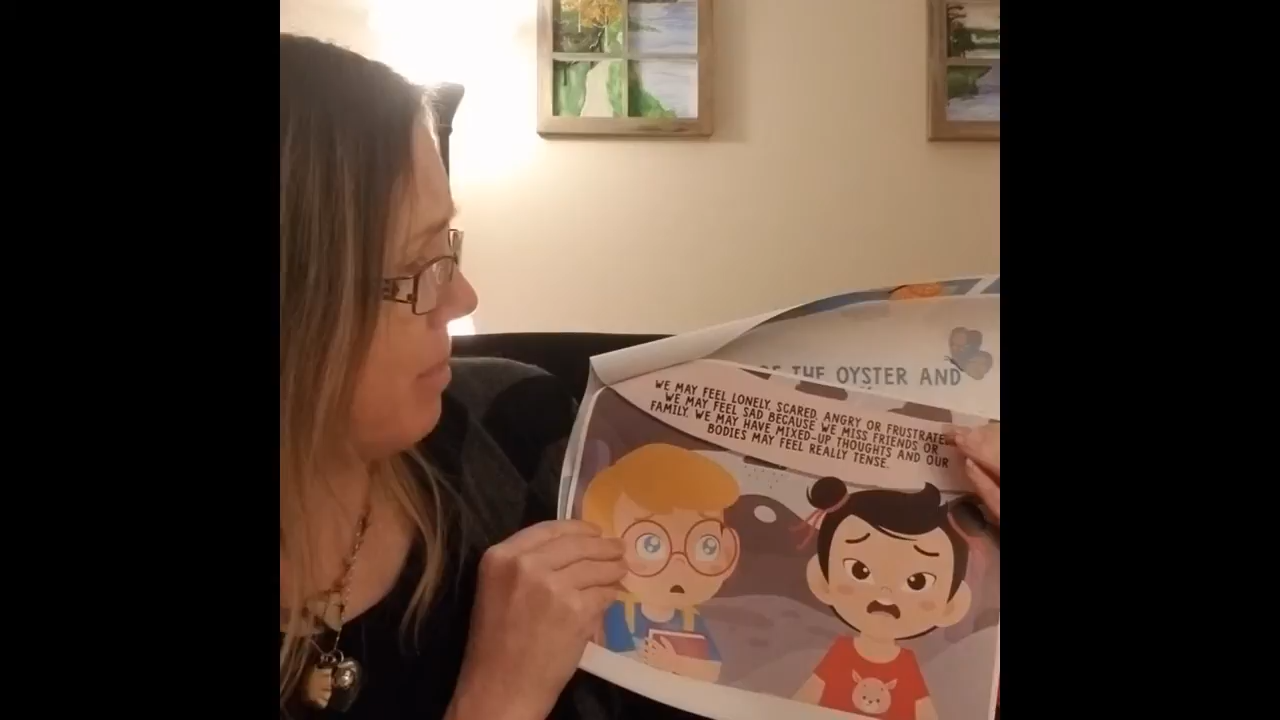 OF THE OYSTER AND
WE MAY FEEL LONELY, SCARED, ANGRY OR FRUSTRATED
WE MAY FEEL SAD BECAUSE WE MISS FRIENDS OR
FAMILY. WE MAY HAVE MIXED-UP THOUGHTS AND OUR
BODIES MAY FEEL REALLY TENSE.